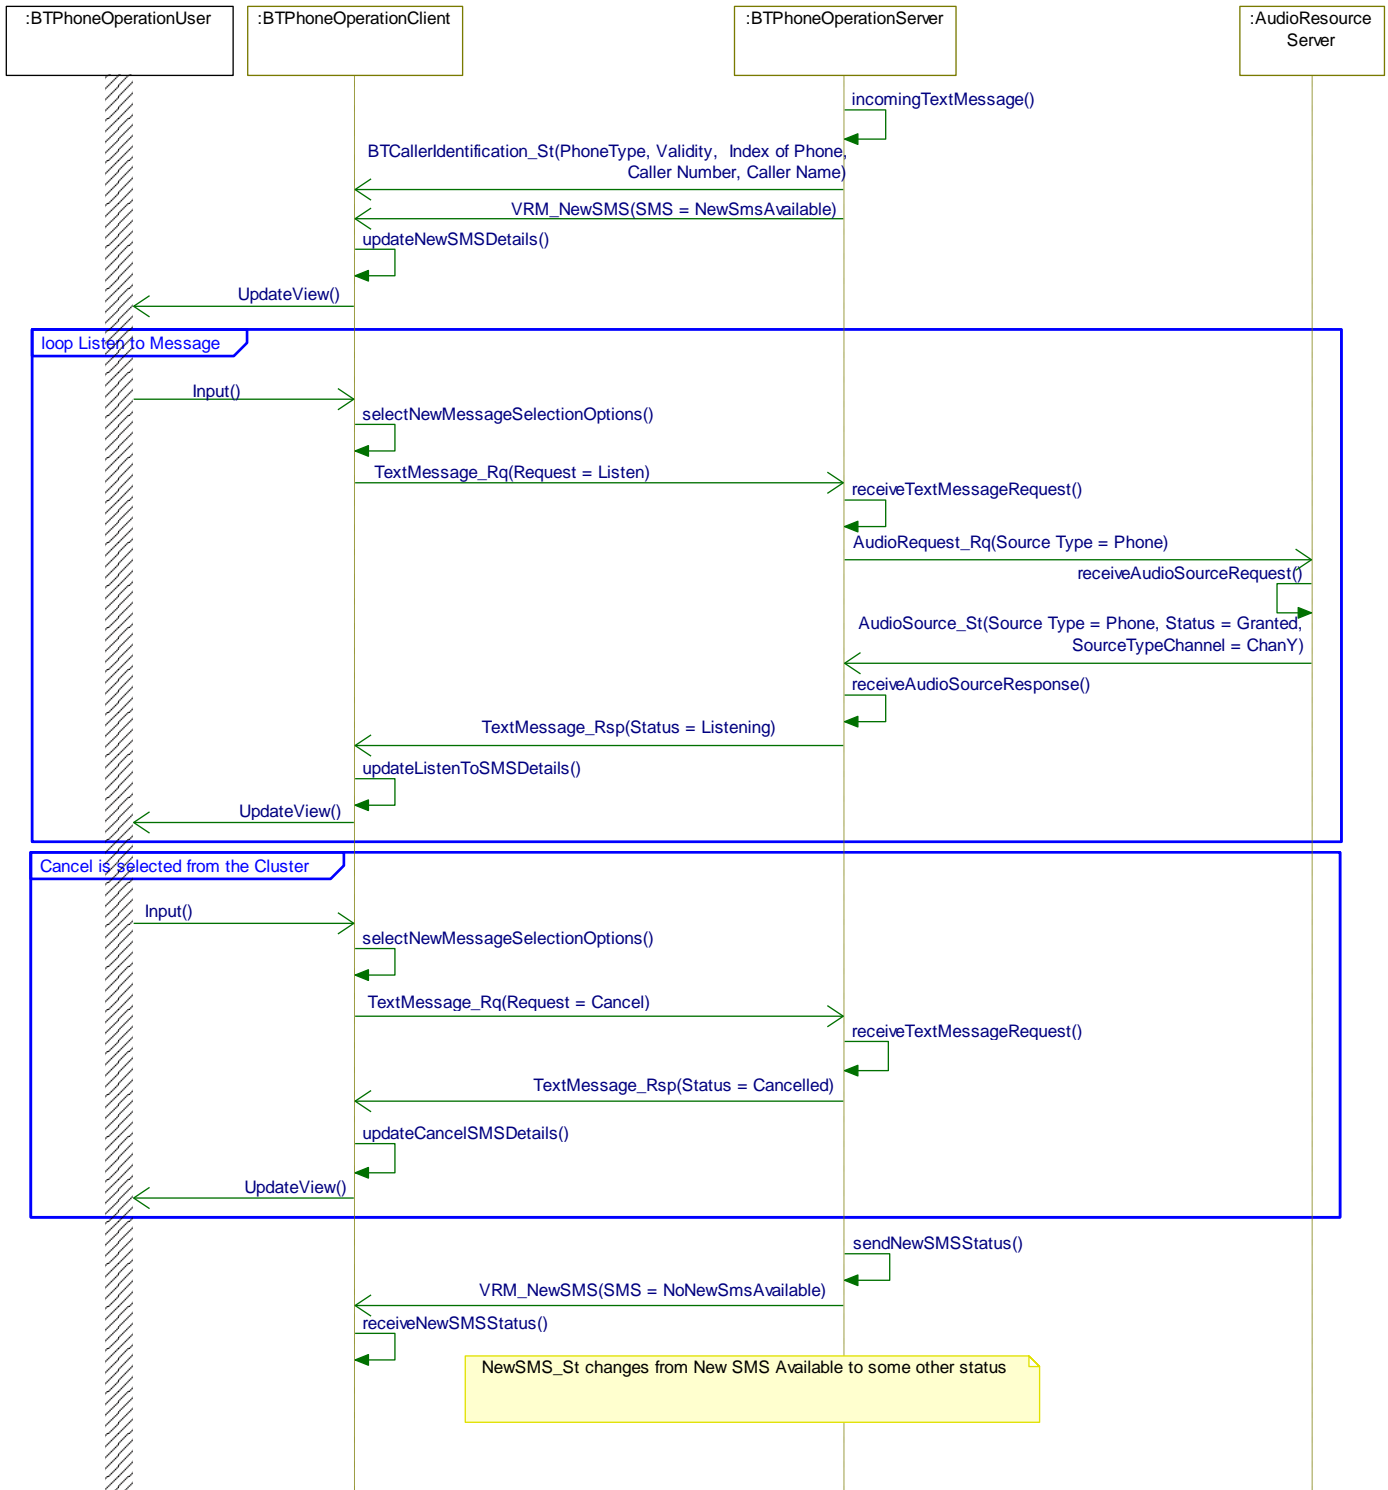 :BTPhoneOperationUser
:BTPhoneOperationClient
:BTPhoneOperationServer
:AudioResource
Server
incomingTextMessage()
BTCallerIdentification_St(PhoneType, Validity,  Index of Phone,
Caller Number, Caller Name)
VRM_NewSMS(SMS = NewSmsAvailable)
updateNewSMSDetails()
UpdateView()
loop Listen to Message
Input()
selectNewMessageSelectionOptions()
TextMessage_Rq(Request = Listen)
receiveTextMessageRequest()
AudioRequest_Rq(Source Type = Phone)
receiveAudioSourceRequest()
AudioSource_St(Source Type = Phone, Status = Granted,
SourceTypeChannel = ChanY)
receiveAudioSourceResponse()
TextMessage_Rsp(Status = Listening)
updateListenToSMSDetails()
UpdateView()
Cancel is selected from the Cluster
Input()
selectNewMessageSelectionOptions()
TextMessage_Rq(Request = Cancel)
receiveTextMessageRequest()
TextMessage_Rsp(Status = Cancelled)
updateCancelSMSDetails()
UpdateView()
sendNewSMSStatus()
VRM_NewSMS(SMS = NoNewSmsAvailable)
receiveNewSMSStatus()
NewSMS_St changes from New SMS Available to some other status